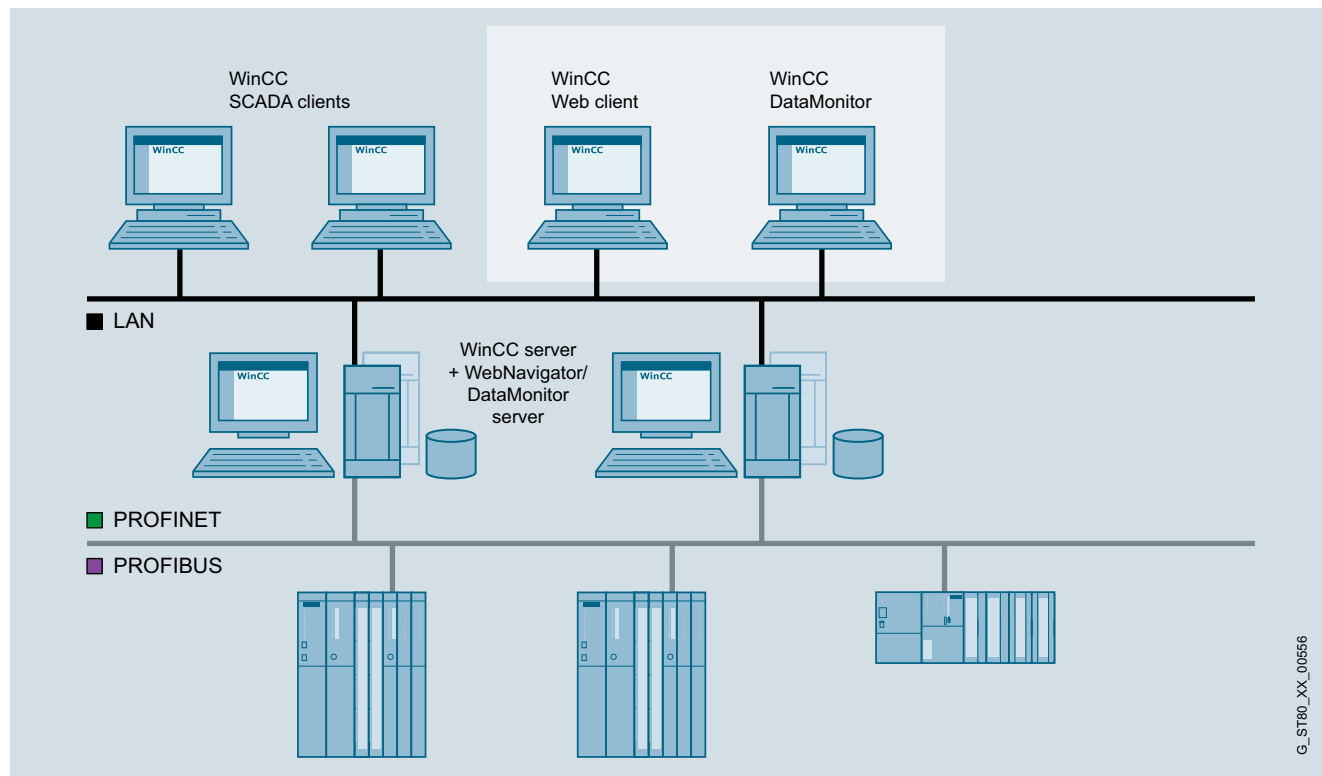 WinCC
SCADA clients
WinCC
Web client
WinCC
DataMonitor
WinCC
WinCC
WinCC
WinCC
LAN
WinCC server
+ WebNavigator/
DataMonitor
server
WinCC
WinCC
PROFINET
PROFIBUS
G_ST80_XX_00556